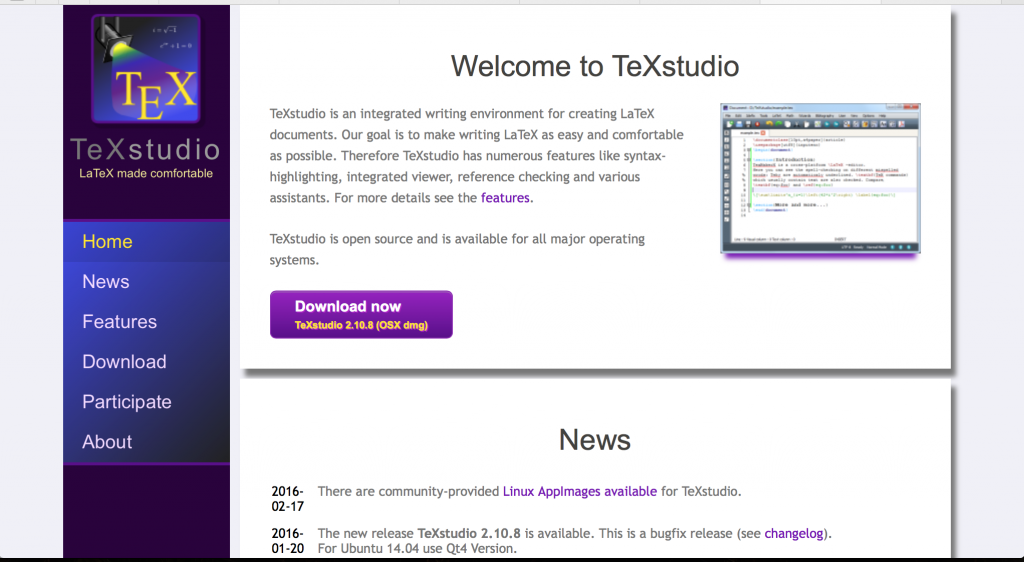 i = √-1
e^iπ + 1 = 0
TEX
TeXstudio
LaTeX made comfortable
Home
News
Features
Download
Participate
About
Welcome to TeXstudio
TeXstudio is an integrated writing environment for creating LaTeX
documents. Our goal is to make writing LaTeX as easy and comfortable
as possible. Therefore TeXstudio has numerous features like syntax-
highlighting, integrated viewer, reference checking and various
assistants. For more details see the features.
TeXstudio is open source and is available for all major operating
systems.
Download now
TeXstudio 2.10.8 (OSX dmg)
News
2016-
02-17
There are community-provided Linux AppImages available for TeXstudio.
2016-
01-20
The new release TeXstudio 2.10.8 is available. This is a bugfix release (see changelog).
For Ubuntu 14.04 use Qt4 Version.